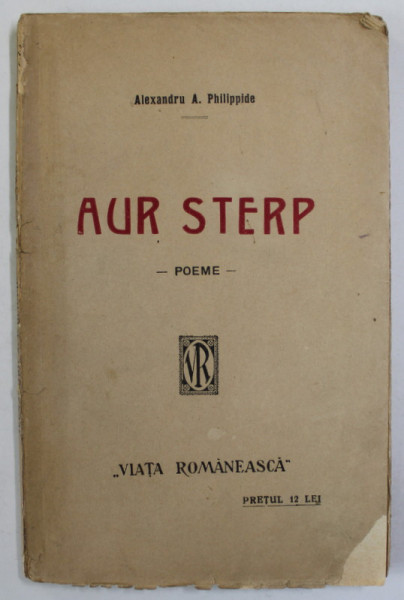 Alexandru A. Philippide
AUR STERP
— POEME —
VR
„VIAȚA ROMÂNEASCĂ"
PREȚUL 12 LEI